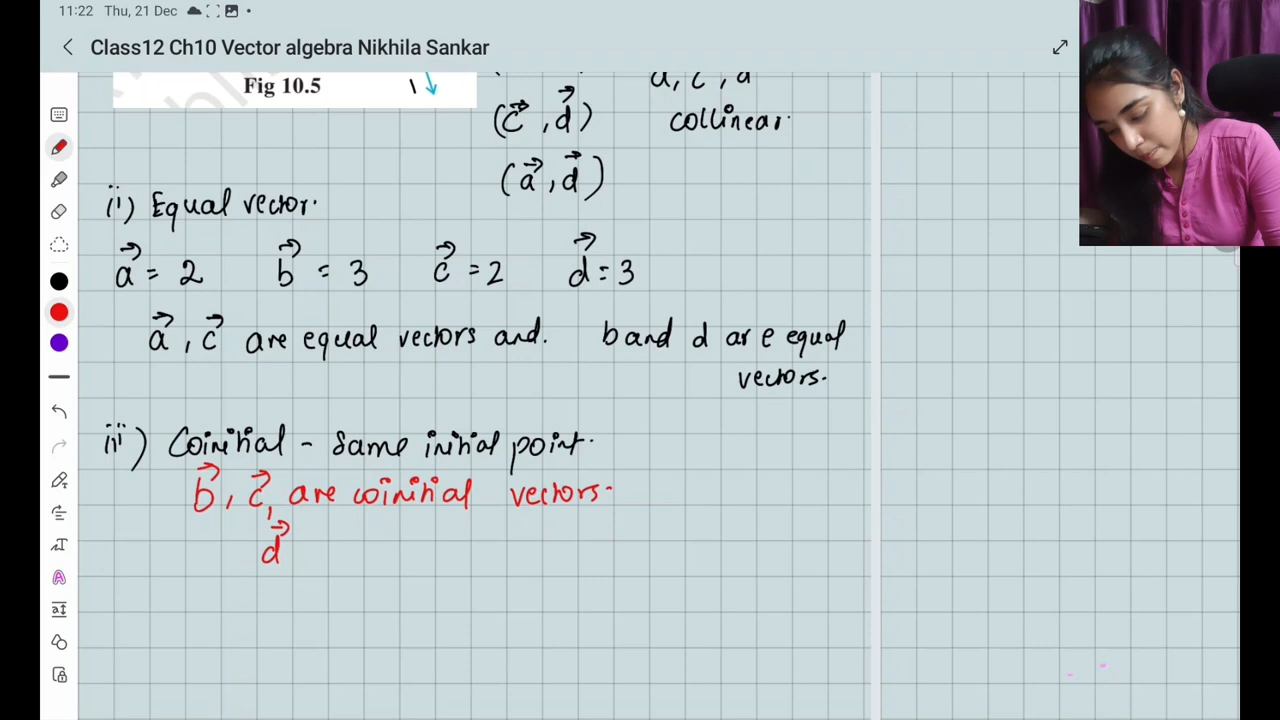 11:22 Thu, 21 Dec
Class12 Ch10 Vector algebra Nikhila Sankar
Fig 10.5
a, c, d
(c⃗, d⃗) collinear.
(a⃗, d⃗)
ii) Equal vector.
a⃗ = 2 b⃗ = 3 c⃗ = 2 d⃗ = 3
a⃗, c⃗ are equal vectors and. b and d are equal
vectors.
iii) Coinitial - Same initial point.
b⃗, c⃗, are coinitial vectors.
d⃗